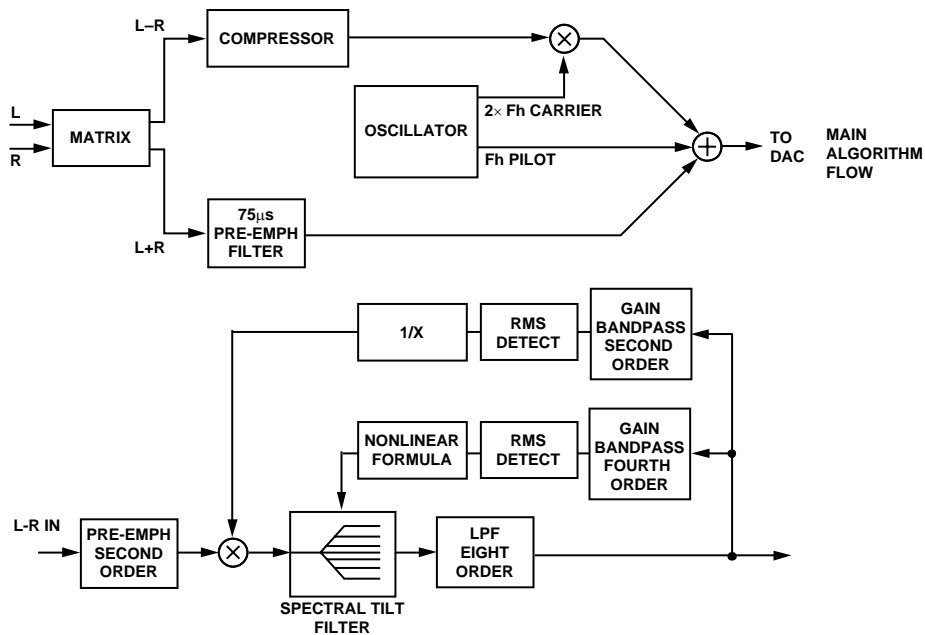 L–R
COMPRESSOR
×
L
R
MATRIX
OSCILLATOR
2× Fh CARRIER
Fh PILOT
+
TO
DAC
MAIN
ALGORITHM
FLOW
L+R
75μs
PRE-EMPH
FILTER
1/X
RMS
DETECT
GAIN
BANDPASS
SECOND
ORDER
NONLINEAR
FORMULA
RMS
DETECT
GAIN
BANDPASS
FOURTH
ORDER
L-R IN
PRE-EMPH
SECOND
ORDER
×
SPECTRAL TILT
FILTER
LPF
EIGHT
ORDER